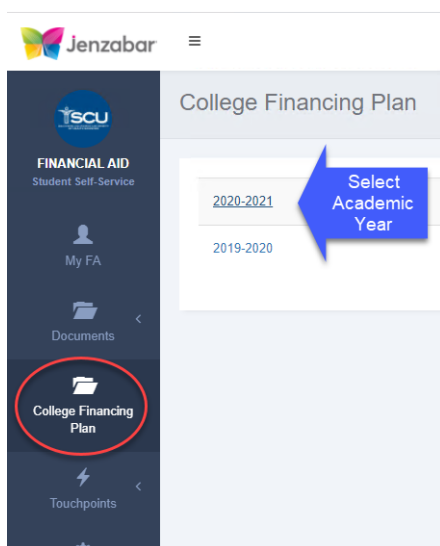 Jenzabar
College Financing Plan
SCU
FINANCIAL AID
Student Self-Service
My FA
Documents
College Financing
Plan
Touchpoints
2020-2021
2019-2020
Select
Academic
Year